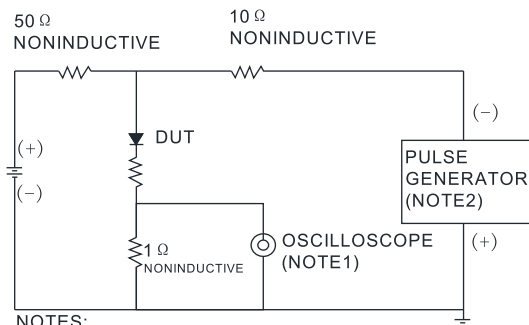 50 Ω
NONINDUCTIVE
10 Ω
NONINDUCTIVE
(+)
(−)
DUT
1 Ω
NONINDUCTIVE
OSCILLOSCOPE
(NOTE1)
(−)
PULSE
GENERATOR
(NOTE2)
(+)
NOTES: